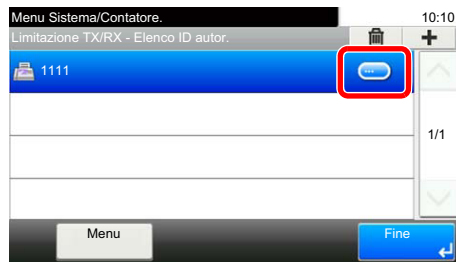 Menu Sistema/Contatore. 10:10
Limitazione TX/RX - Elenco ID autor.
1111
1/1
Menu Fine